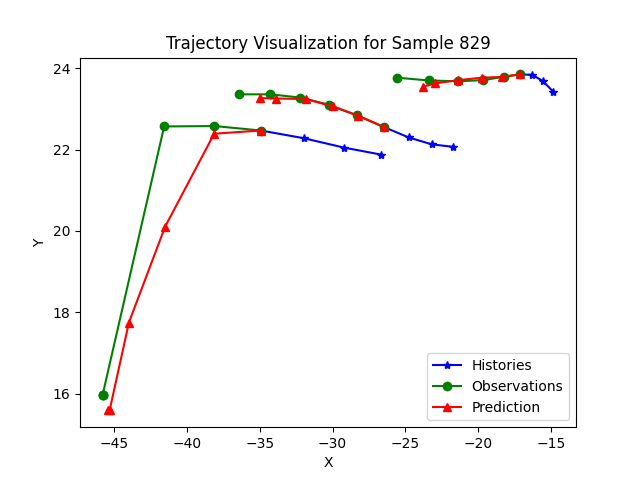 Trajectory Visualization for Sample 829
24
22
20
18
16
Y
−45
−40
−35
−30
−25
−20
−15
X
Histories
Observations
Prediction